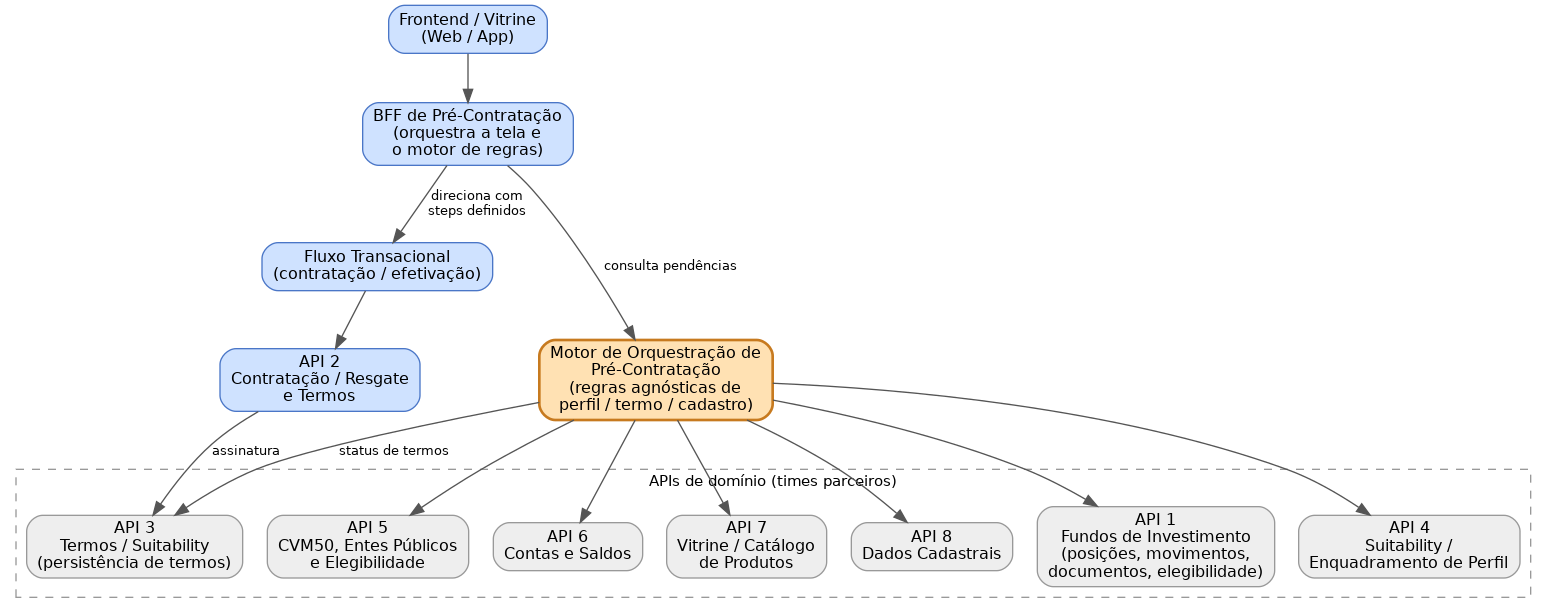 Frontend / Vitrine
(Web / App)
BFF de Pré-Contratação
(orquestra a tela e
o motor de regras)
direciona com
steps definidos
Fluxo Transacional
(contratação / efetivação)
consulta pendências
API 2
Contratação / Resgate
e Termos
Motor de Orquestração de
Pré-Contratação
(regras agnósticas de
perfil / termo / cadastro)
assinatura
status de termos
APIs de domínio (times parceiros)
API 3
Termos / Suitability
(persistência de termos)
API 5
CVM50, Entes Públicos
e Elegibilidade
API 6
Contas e Saldos
API 7
Vitrine / Catálogo
de Produtos
API 8
Dados Cadastrais
API 1
Fundos de Investimento
(posições, movimentos,
documentos, elegibilidade)
API 4
Suitability /
Enquadramento de Perfil